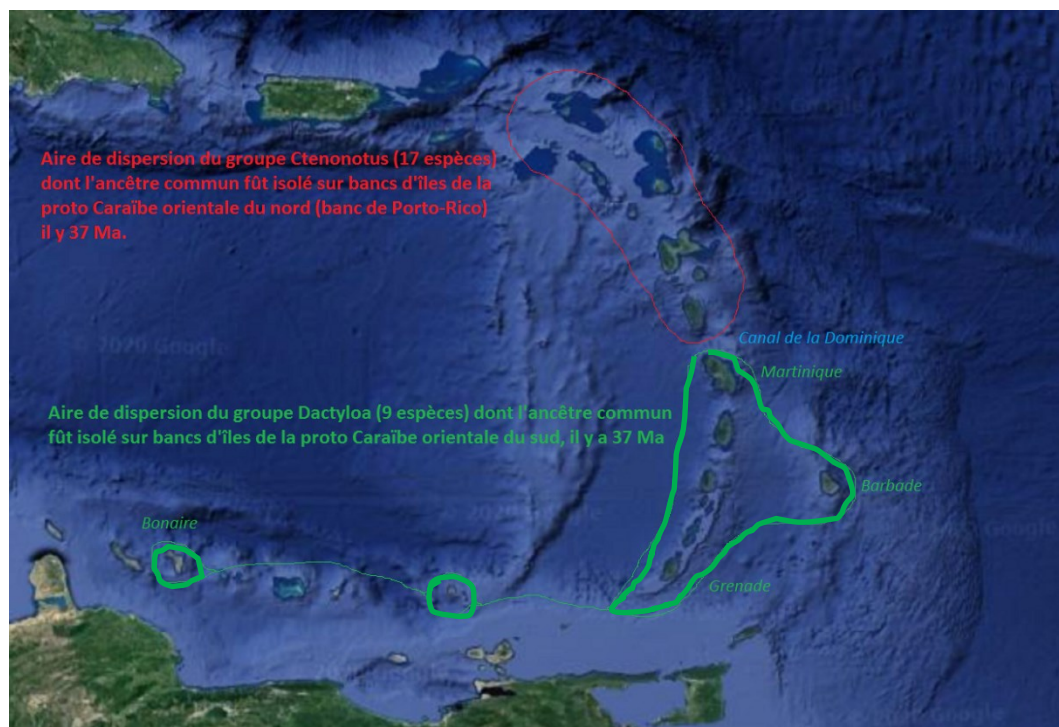 Aire de dispersion du groupe Ctenonotus (17 espèces)
dont l'ancêtre commun fût isolé sur bancs d'îles de la
proto Caraïbe orientale du nord (banc de Porto-Rico)
il y 37 Ma.
Canal de la Dominique
Martinique
Aire de dispersion du groupe Dactyloa (9 espèces) dont l'ancêtre commun
fût isolé sur bancs d'îles de la proto Caraïbe orientale du sud, il y a 37 Ma
Barbade
Bonaire
Grenade